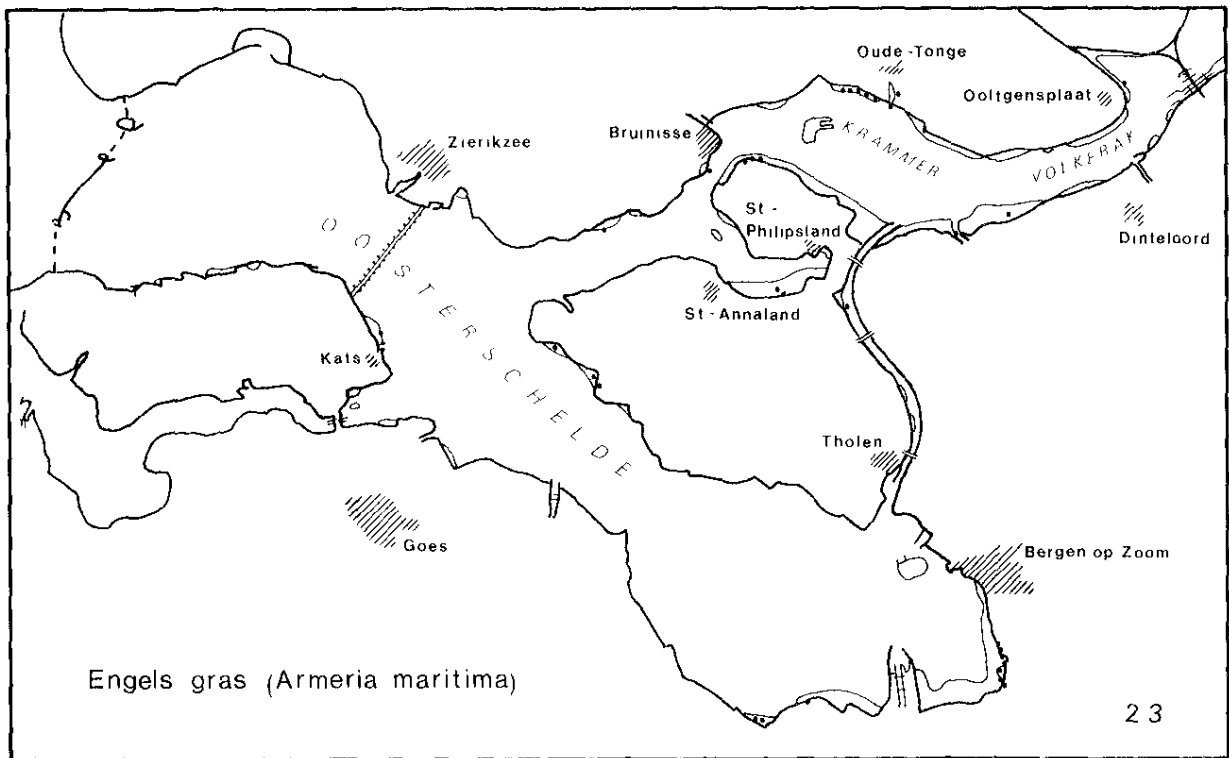 Oude-Tonge
Ooltgensplaat
Zierikzee
Bruinisse
KRAMMER
VOLKERAK
St-
Philipsland
Dinteloord
OOSTERSCHELDE
St-Annaland
Kats
Tholen
Goes
Bergen op Zoom
Engels gras (Armeria maritima)
23